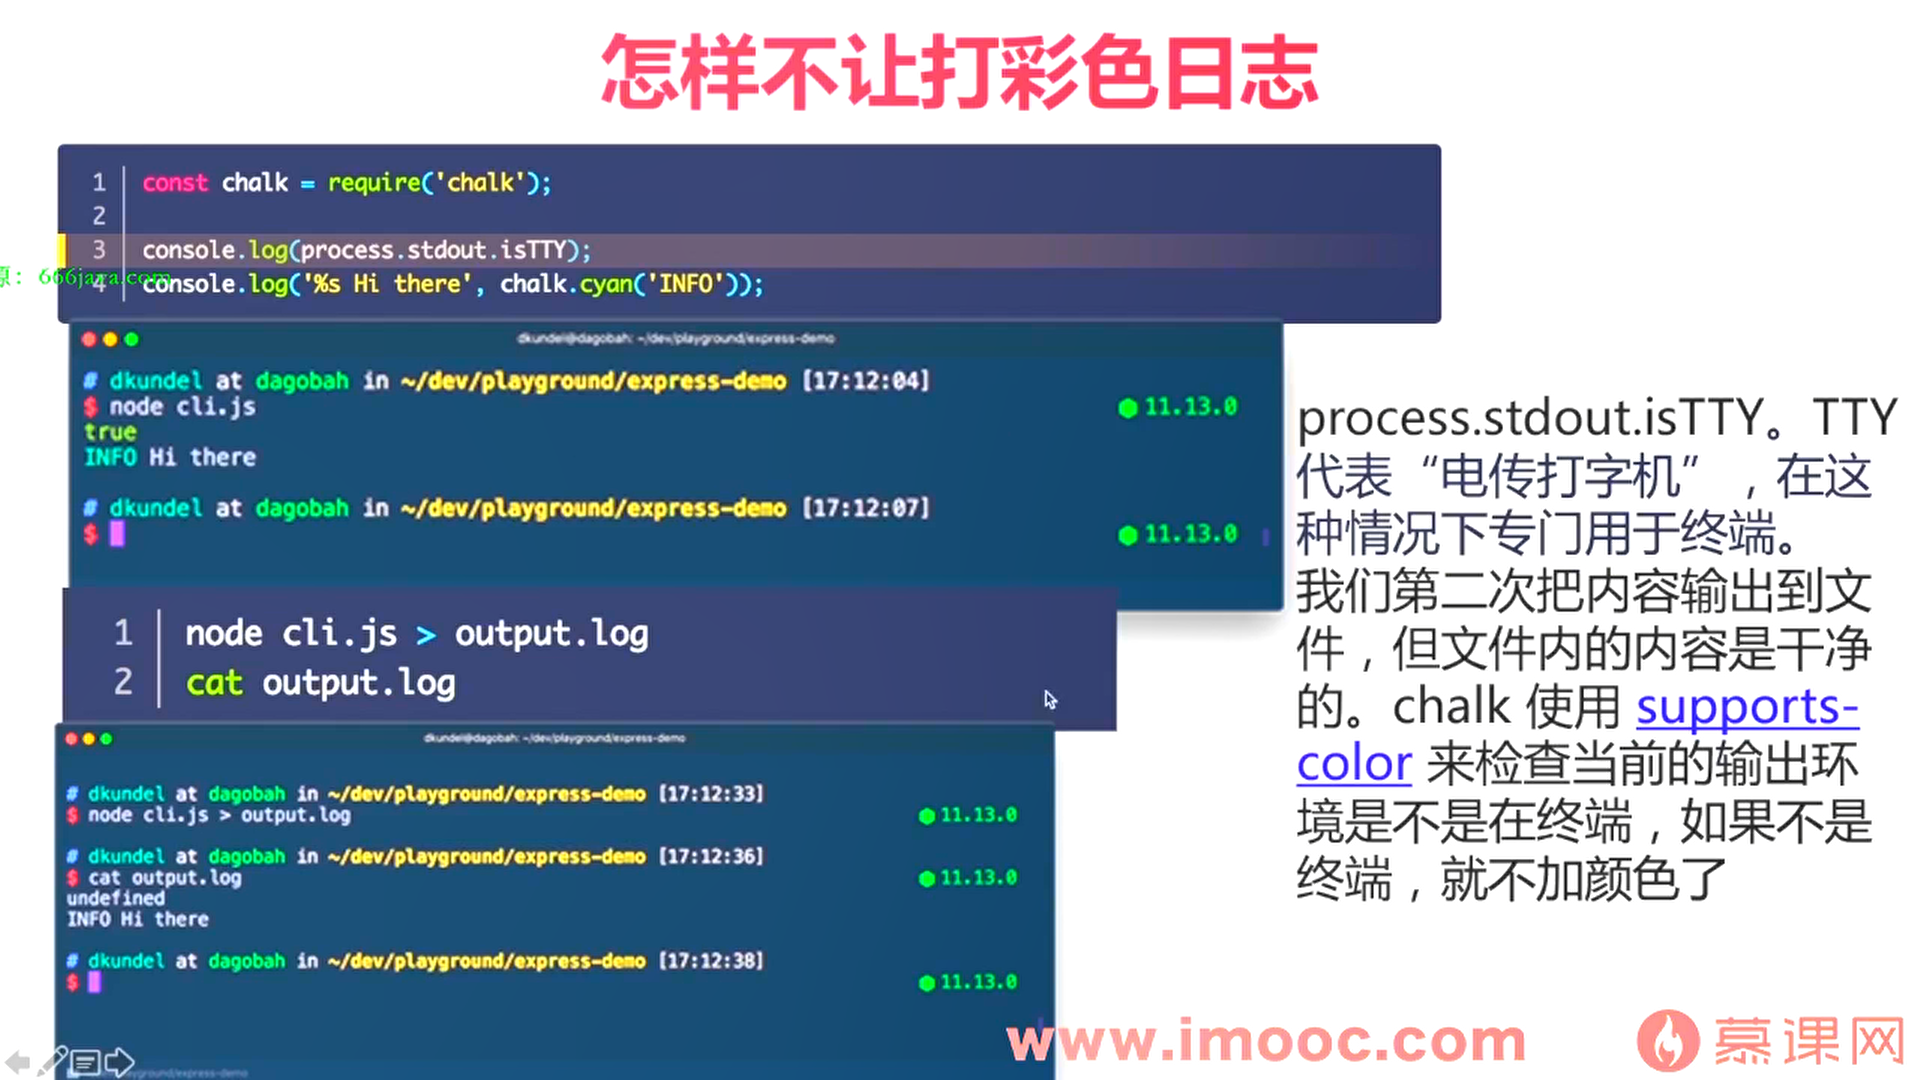 怎样不让打彩色日志
1 const chalk = require('chalk');
2
3 console.log(process.stdout.isTTY);
4 console.log('%s Hi there', chalk.cyan('INFO'));
源：666java.com
dkundel@dagobah: ~/dev/playground/express-demo
# dkundel at dagobah in ~/dev/playground/express-demo [17:12:04]
$ node cli.js 11.13.0
true
INFO Hi there
# dkundel at dagobah in ~/dev/playground/express-demo [17:12:07]
$ 11.13.0
1 node cli.js > output.log
2 cat output.log
dkundel@dagobah: ~/dev/playground/express-demo
# dkundel at dagobah in ~/dev/playground/express-demo [17:12:33]
$ node cli.js > output.log 11.13.0
# dkundel at dagobah in ~/dev/playground/express-demo [17:12:36]
$ cat output.log 11.13.0
undefined
INFO Hi there
# dkundel at dagobah in ~/dev/playground/express-demo [17:12:38]
$ 11.13.0
process.stdout.isTTY。TTY
代表“电传打字机”，在这
种情况下专门用于终端。
我们第二次把内容输出到文
件，但文件内的内容是干净
的。chalk 使用 supports-
color 来检查当前的输出环
境是不是在终端，如果不是
终端，就不加颜色了
www.imooc.com
慕课网